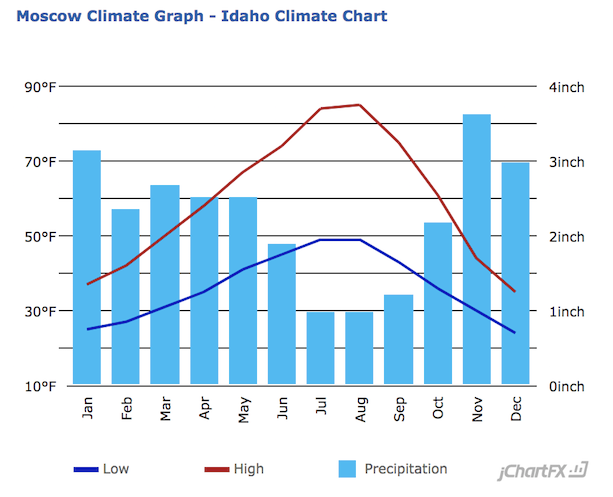 Moscow Climate Graph - Idaho Climate Chart
90°F 4inch
70°F 3inch
50°F 2inch
30°F 1inch
10°F 0inch
Jan Feb Mar Apr May Jun Jul Aug Sep Oct Nov Dec
Low High Precipitation
jChartFX